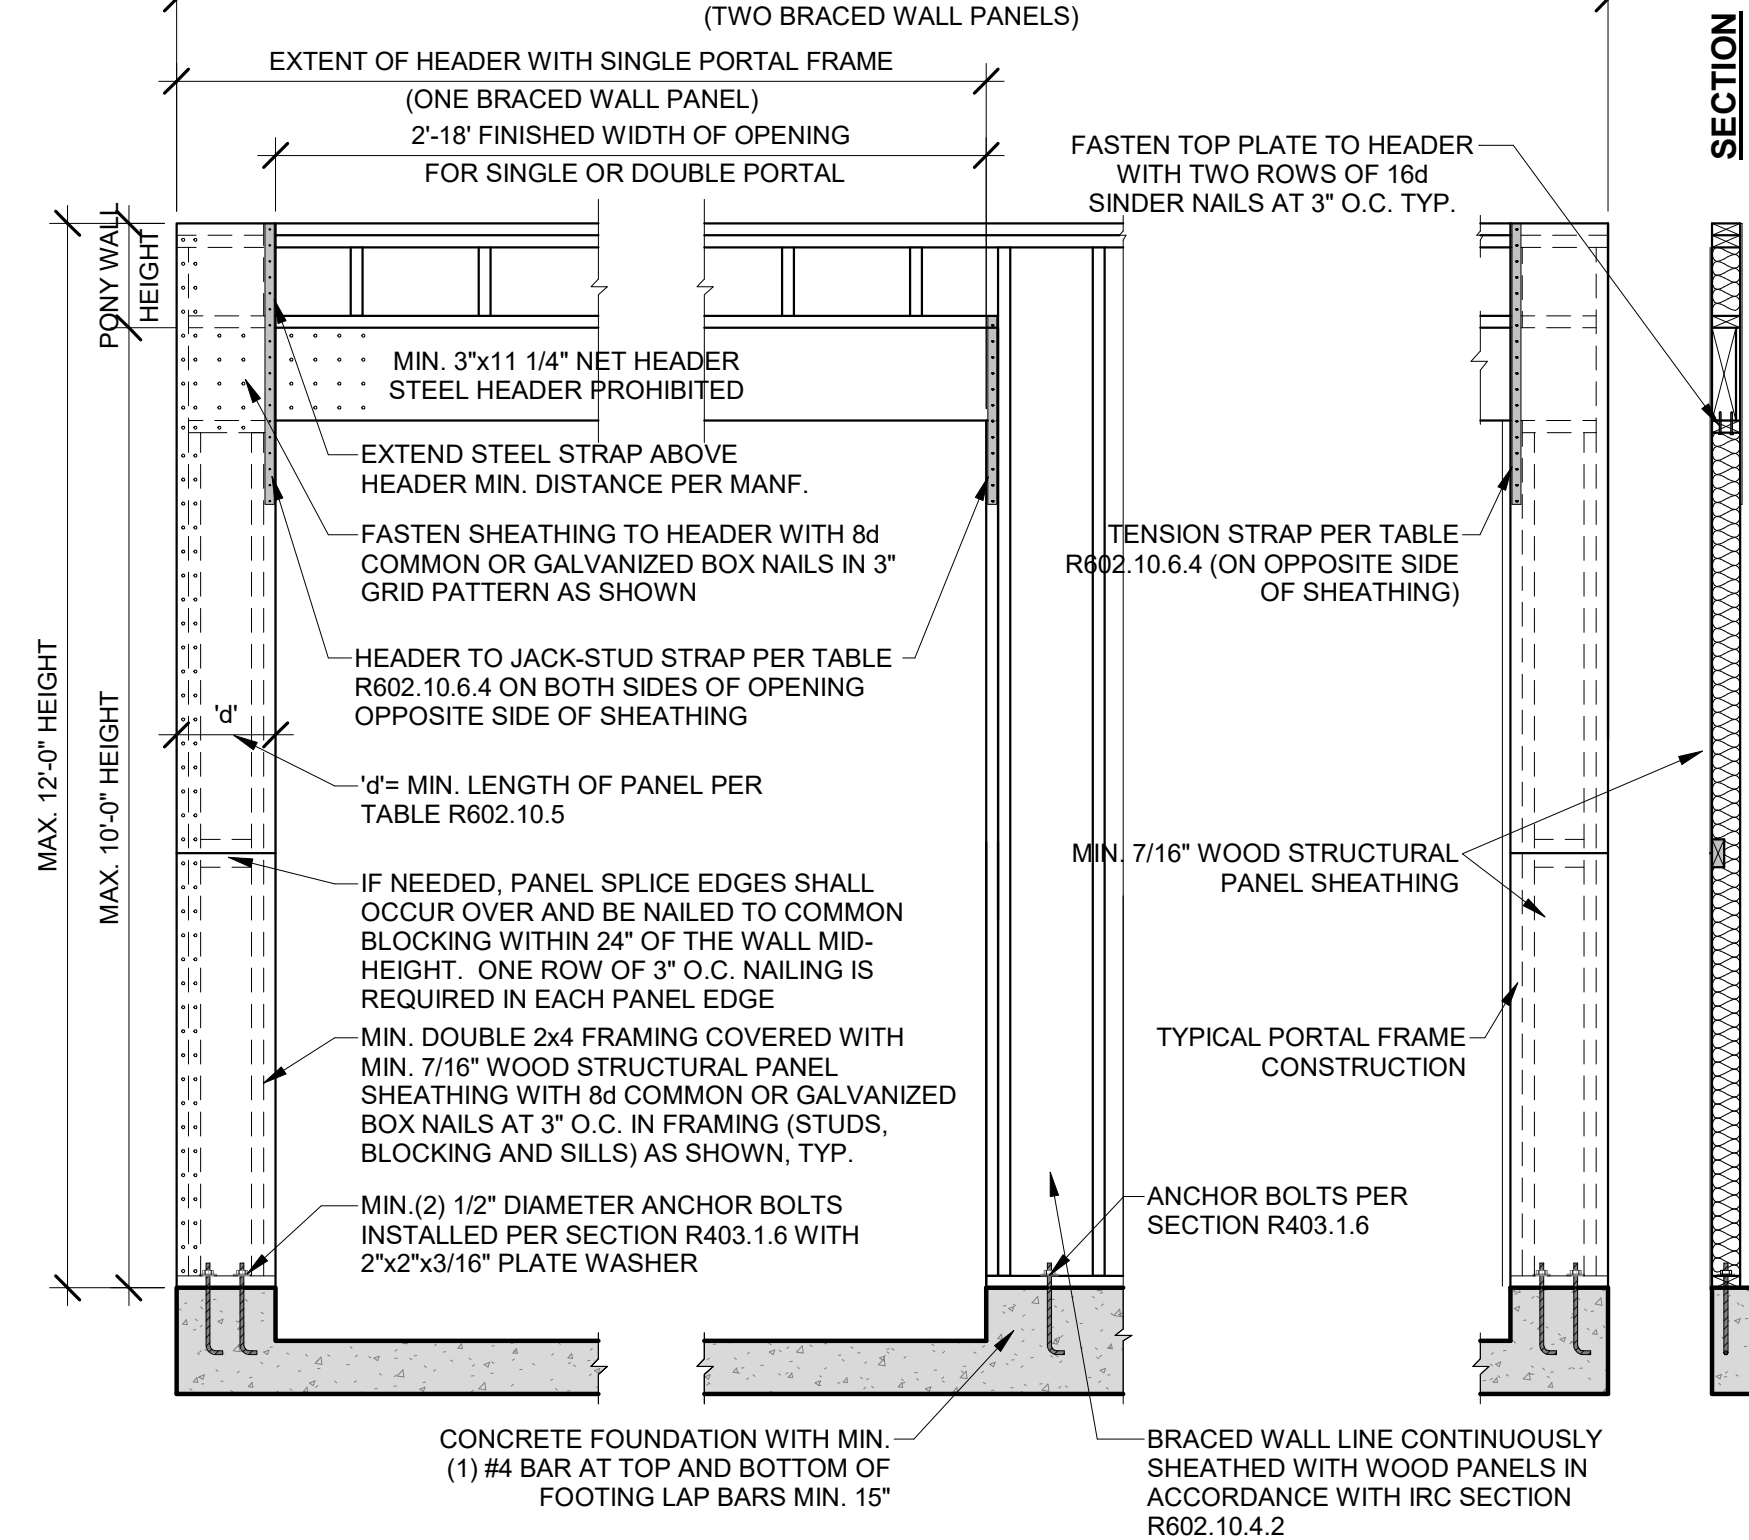 (TWO BRACED WALL PANELS)
SECTION
EXTENT OF HEADER WITH SINGLE PORTAL FRAME
(ONE BRACED WALL PANEL)
2'-18' FINISHED WIDTH OF OPENING
FOR SINGLE OR DOUBLE PORTAL
FASTEN TOP PLATE TO HEADER
WITH TWO ROWS OF 16d
SINDER NAILS AT 3" O.C. TYP.
PONY WALL
HEIGHT
MIN. 3"x11 1/4" NET HEADER
STEEL HEADER PROHIBITED
EXTEND STEEL STRAP ABOVE
HEADER MIN. DISTANCE PER MANF.
FASTEN SHEATHING TO HEADER WITH 8d
COMMON OR GALVANIZED BOX NAILS IN 3"
GRID PATTERN AS SHOWN
TENSION STRAP PER TABLE
R602.10.6.4 (ON OPPOSITE SIDE
OF SHEATHING)
HEADER TO JACK-STUD STRAP PER TABLE
R602.10.6.4 ON BOTH SIDES OF OPENING
OPPOSITE SIDE OF SHEATHING
MAX. 12'-0" HEIGHT
MAX. 10'-0" HEIGHT
'd'
'd'= MIN. LENGTH OF PANEL PER
TABLE R602.10.5
MIN. 7/16" WOOD STRUCTURAL
PANEL SHEATHING
IF NEEDED, PANEL SPLICE EDGES SHALL
OCCUR OVER AND BE NAILED TO COMMON
BLOCKING WITHIN 24" OF THE WALL MID-
HEIGHT.  ONE ROW OF 3" O.C. NAILING IS
REQUIRED IN EACH PANEL EDGE
MIN. DOUBLE 2x4 FRAMING COVERED WITH
MIN. 7/16" WOOD STRUCTURAL PANEL
SHEATHING WITH 8d COMMON OR GALVANIZED
BOX NAILS AT 3" O.C. IN FRAMING (STUDS,
BLOCKING AND SILLS) AS SHOWN, TYP.
TYPICAL PORTAL FRAME
CONSTRUCTION
MIN.(2) 1/2" DIAMETER ANCHOR BOLTS
INSTALLED PER SECTION R403.1.6 WITH
2"x2"x3/16" PLATE WASHER
ANCHOR BOLTS PER
SECTION R403.1.6
CONCRETE FOUNDATION WITH MIN.
(1) #4 BAR AT TOP AND BOTTOM OF
FOOTING LAP BARS MIN. 15"
BRACED WALL LINE CONTINUOUSLY
SHEATHED WITH WOOD PANELS IN
ACCORDANCE WITH IRC SECTION
R602.10.4.2